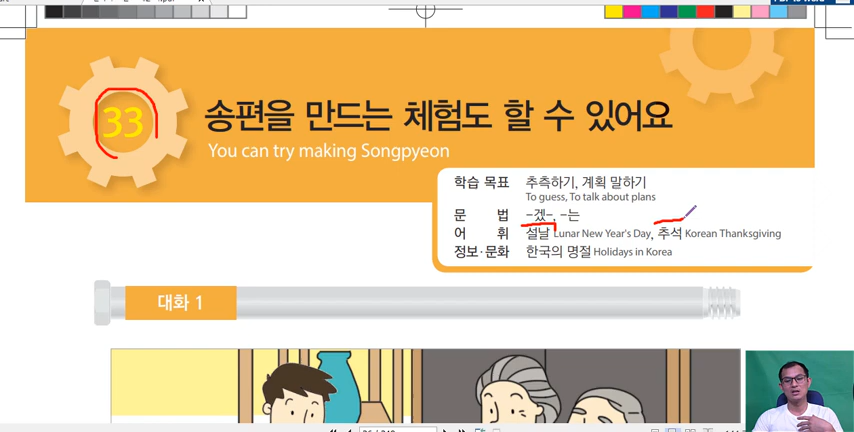 33
송편을 만드는 체험도 할 수 있어요
You can try making Songpyeon
학습 목표 추측하기, 계획 말하기
To guess, To talk about plans
문 법 -겠-, -는
어 휘 설날 Lunar New Year's Day, 추석 Korean Thanksgiving
정보·문화 한국의 명절 Holidays in Korea
대화 1